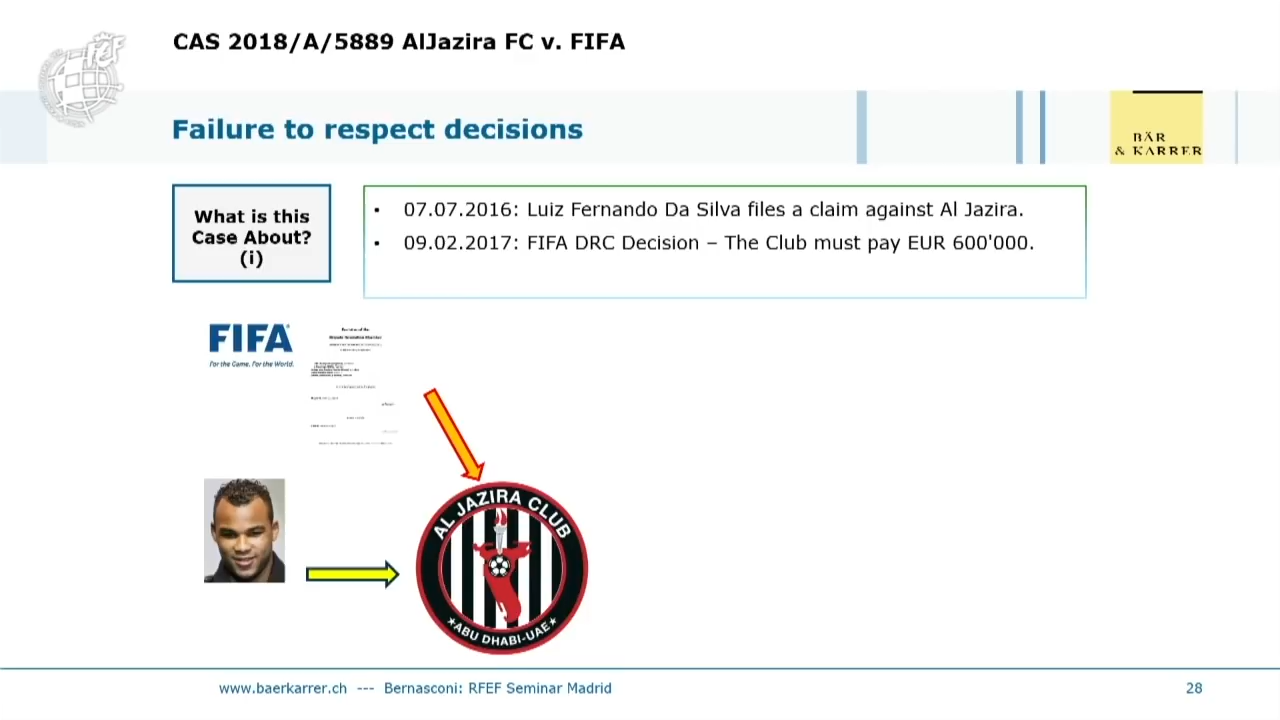 CAS 2018/A/5889 AlJazira FC v. FIFA
Failure to respect decisions
BÄR
& KARRER
What is this
Case About?
(i)
• 07.07.2016: Luiz Fernando Da Silva files a claim against Al Jazira.
• 09.02.2017: FIFA DRC Decision – The Club must pay EUR 600'000.
FIFA
For the Game. For the World.
AL JAZIRA CLUB
ABU DHABI-UAE
www.baerkarrer.ch --- Bernasconi: RFEF Seminar Madrid
28